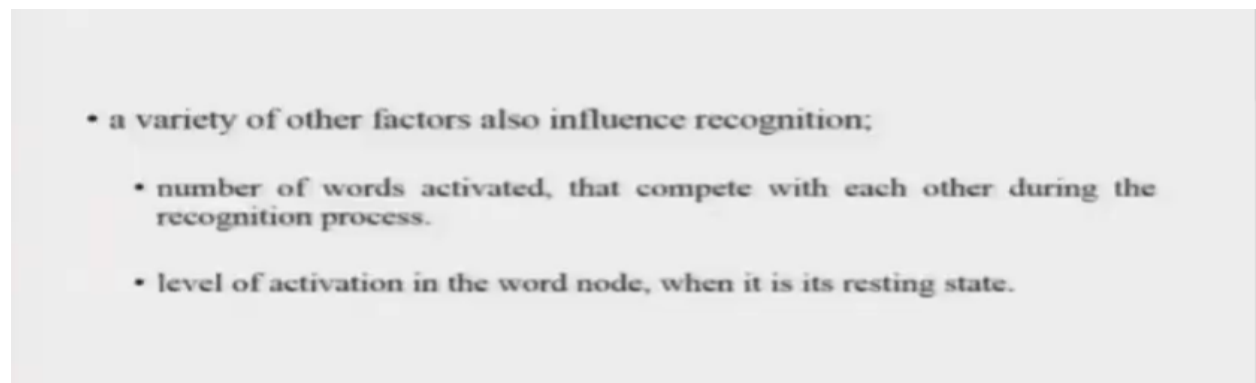 • a variety of other factors also influence recognition;
• number of words activated, that compete with each other during the
recognition process.
• level of activation in the word node, when it is its resting state.